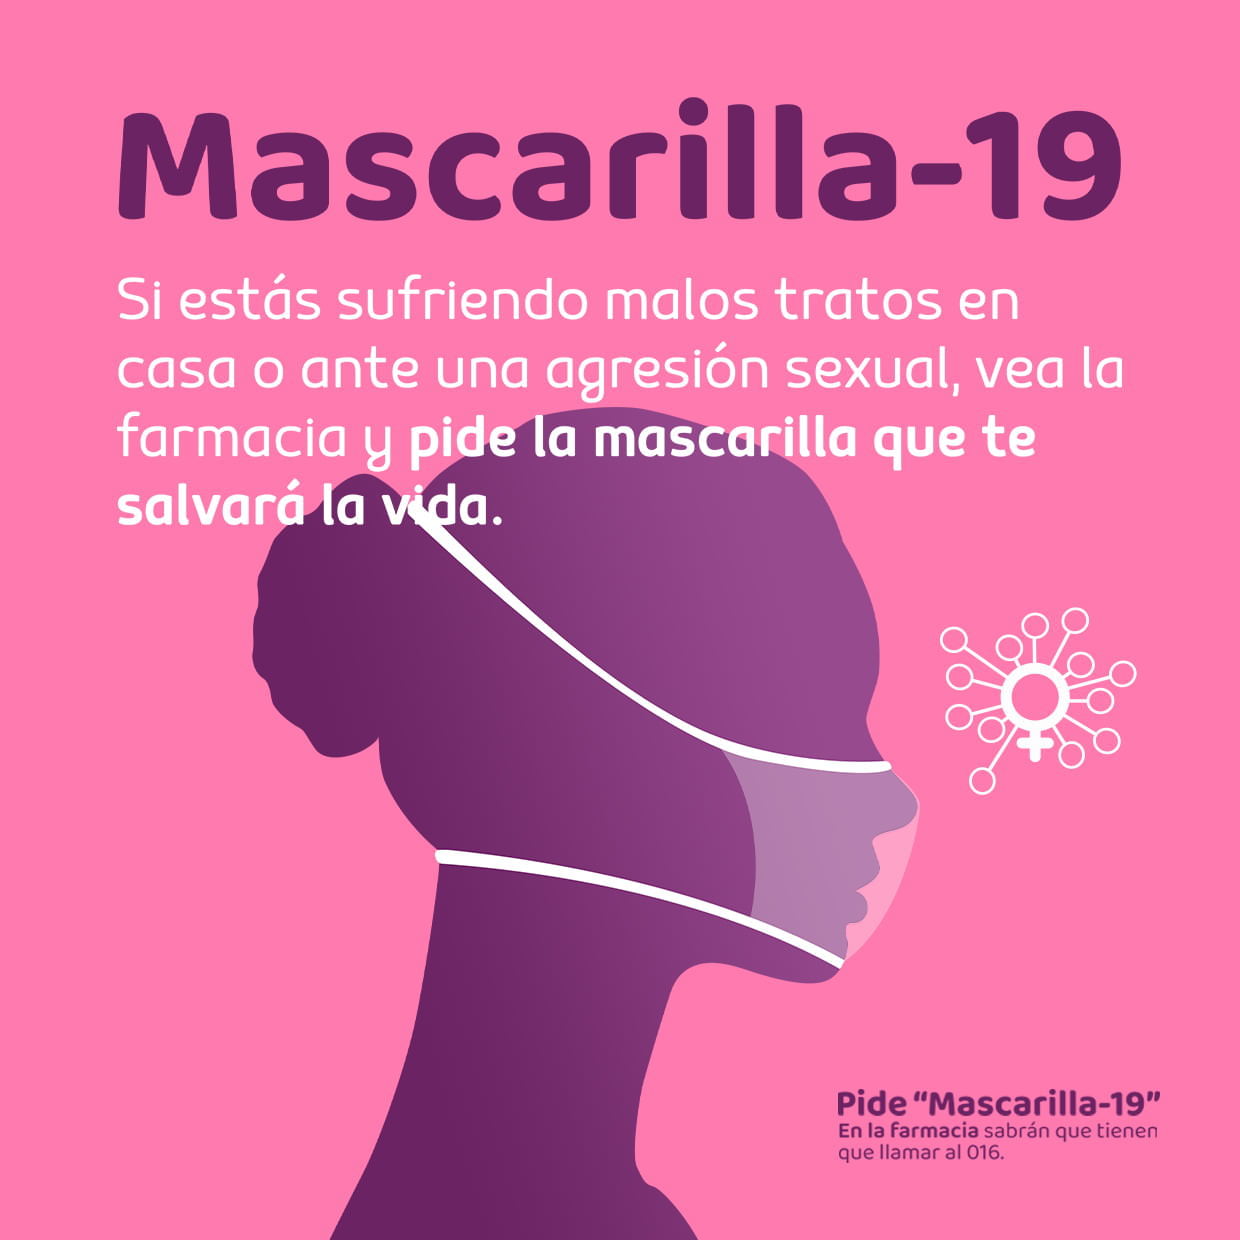 Mascarilla-19
Si estás sufriendo malos tratos en
casa o ante una agresión sexual, vea la
farmacia y pide la mascarilla que te
salvará la vida.
Pide “Mascarilla-19”
En la farmacia sabrán que tienen
que llamar al 016.